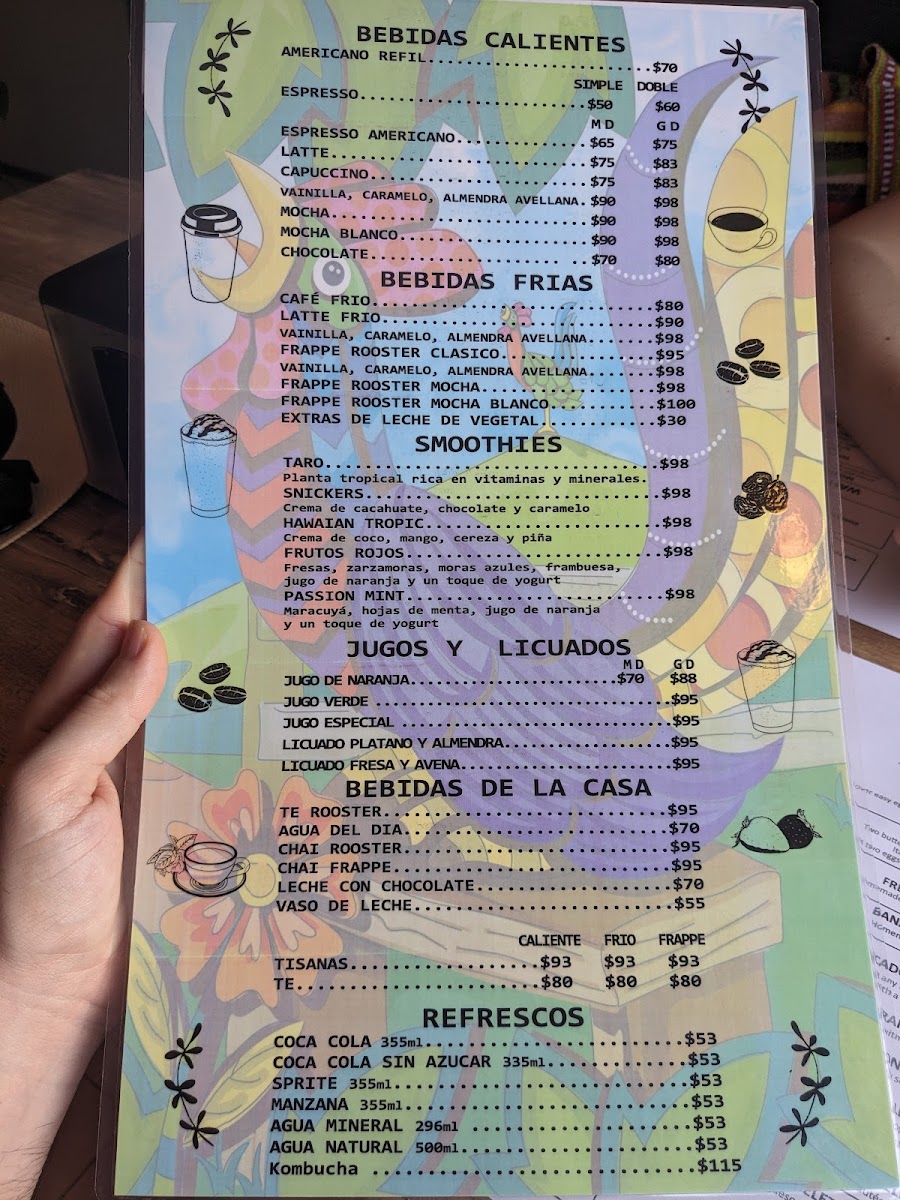 BEBIDAS CALIENTES
AMERICANO REFIL...$70
SIMPLE DOBLE
ESPRESSO...$50 $60
MD GD
ESPRESSO AMERICANO...$65 $75
LATTE...$75 $83
CAPUCCINO...$75 $83
VAINILLA, CARAMELO, ALMENDRA AVELLANA.$90 $98
MOCHA...$90 $98
MOCHA BLANCO...$90 $98
CHOCOLATE...$70 $80
BEBIDAS FRIAS
CAFÉ FRIO...$80
LATTE FRIO...$90
VAINILLA, CARAMELO, ALMENDRA AVELLANA...$98
FRAPPE ROOSTER CLASICO...$95
VAINILLA, CARAMELO, ALMENDRA AVELLANA...$98
FRAPPE ROOSTER MOCHA...$98
FRAPPE ROOSTER MOCHA BLANCO...$100
EXTRAS DE LECHE DE VEGETAL...$30
SMOOTHIES
TARO...$98
Planta tropical rica en vitaminas y minerales.
SNICKERS...$98
Crema de cacahuate, chocolate y caramelo
HAWAIAN TROPIC...$98
Crema de coco, mango, cereza y piña
FRUTOS ROJOS...$98
Fresas, zarzamoras, moras azules, frambuesa,
jugo de naranja y un toque de yogurt
PASSION MINT...$98
Maracuyá, hojas de menta, jugo de naranja
y un toque de yogurt
JUGOS Y LICUADOS
MD GD
JUGO DE NARANJA...$70 $88
JUGO VERDE ...$95
JUGO ESPECIAL ...$95
LICUADO PLATANO Y ALMENDRA...$95
LICUADO FRESA Y AVENA...$95
BEBIDAS DE LA CASA
TE ROOSTER...$95
AGUA DEL DIA...$70
CHAI ROOSTER...$95
CHAI FRAPPE...$95
LECHE CON CHOCOLATE...$70
VASO DE LECHE...$55
CALIENTE FRIO FRAPPE
TISANAS...$93 $93 $93
TE...$80 $80 $80
REFRESCOS
COCA COLA 355ml...$53
COCA COLA SIN AZUCAR 335ml...$53
SPRITE 355ml...$53
MANZANA 355ml...$53
AGUA MINERAL 296ml ...$53
AGUA NATURAL 500ml...$53
Kombucha ...$115